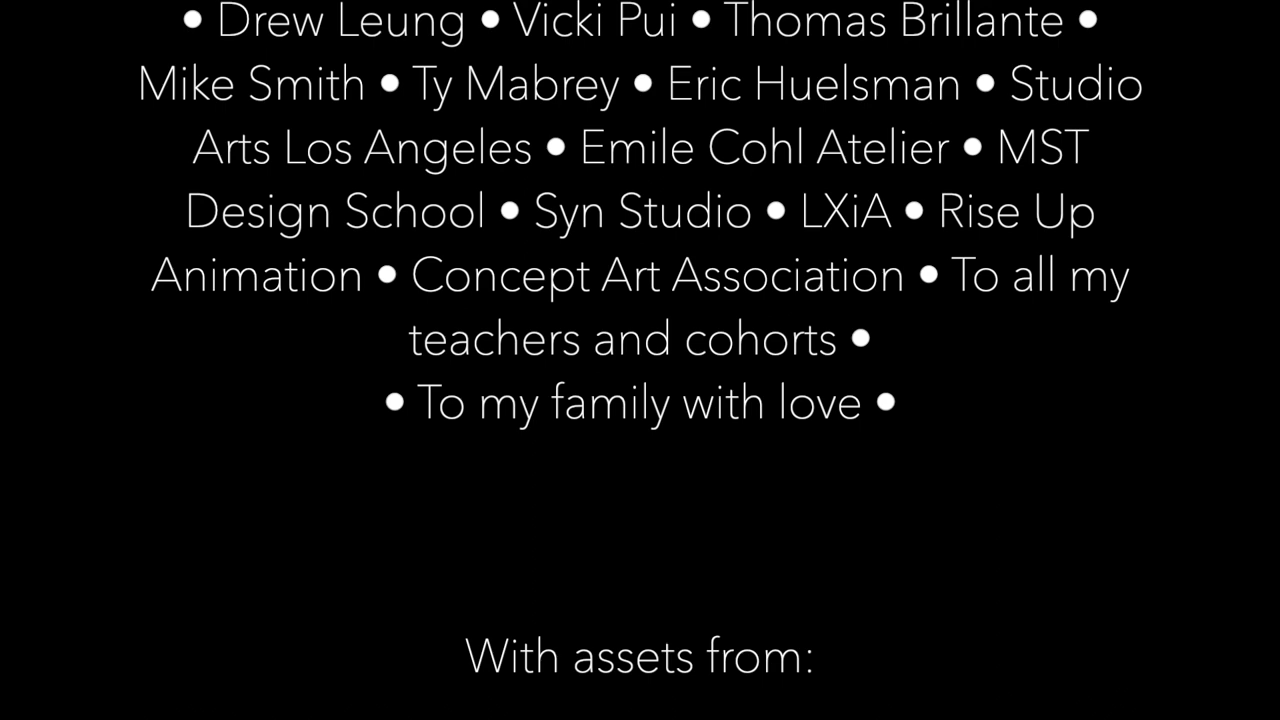 • Drew Leung • Vicki Pui • Thomas Brillante •
Mike Smith • Ty Mabrey • Eric Huelsman • Studio
Arts Los Angeles • Emile Cohl Atelier • MST
Design School • Syn Studio • LXiA • Rise Up
Animation • Concept Art Association • To all my
teachers and cohorts •
• To my family with love •
With assets from: